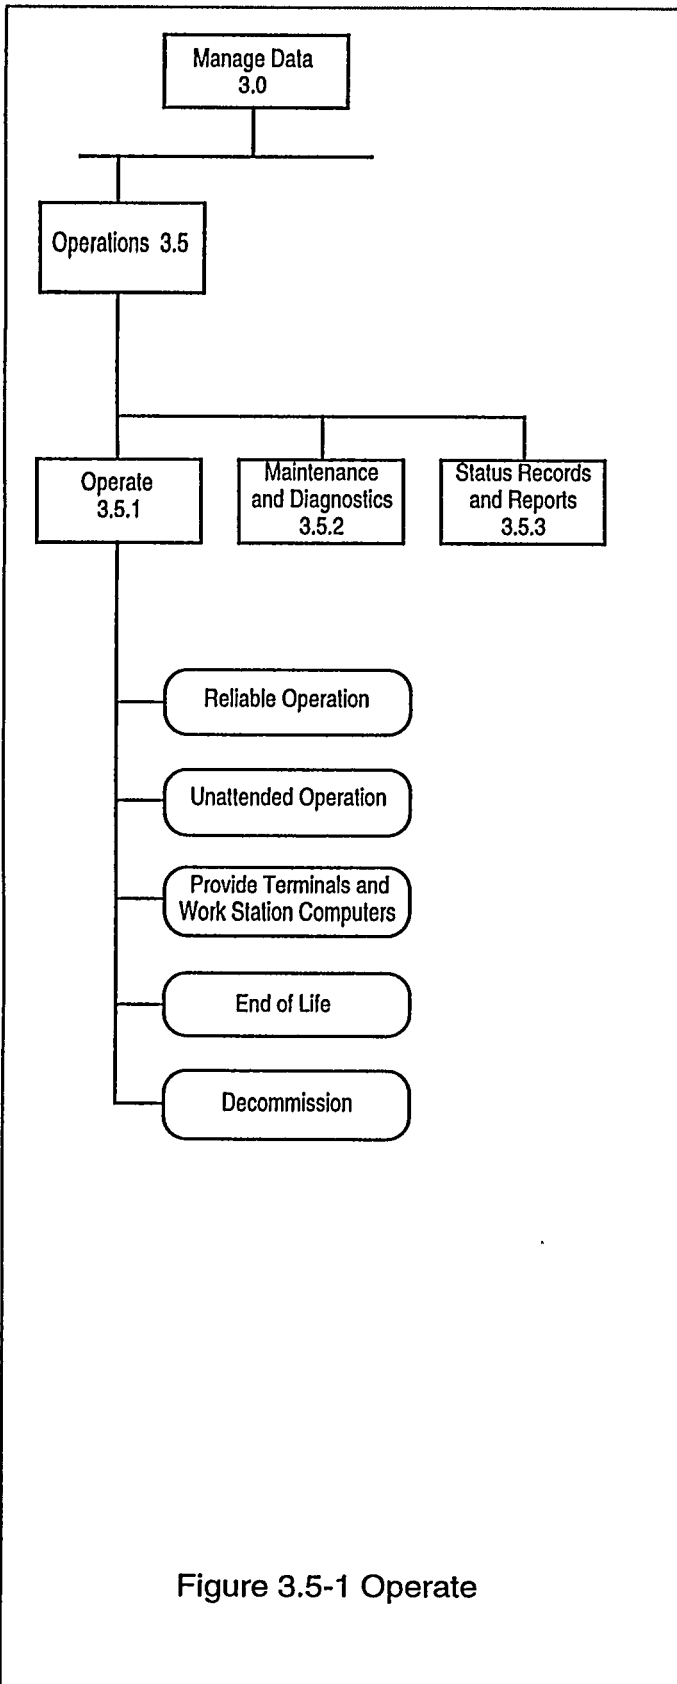 Manage Data
3.0
Operations 3.5
Operate
3.5.1
Maintenance
and Diagnostics
3.5.2
Status Records
and Reports
3.5.3
Reliable Operation
Unattended Operation
Provide Terminals and
Work Station Computers
End of Life
Decommission
Figure 3.5-1 Operate